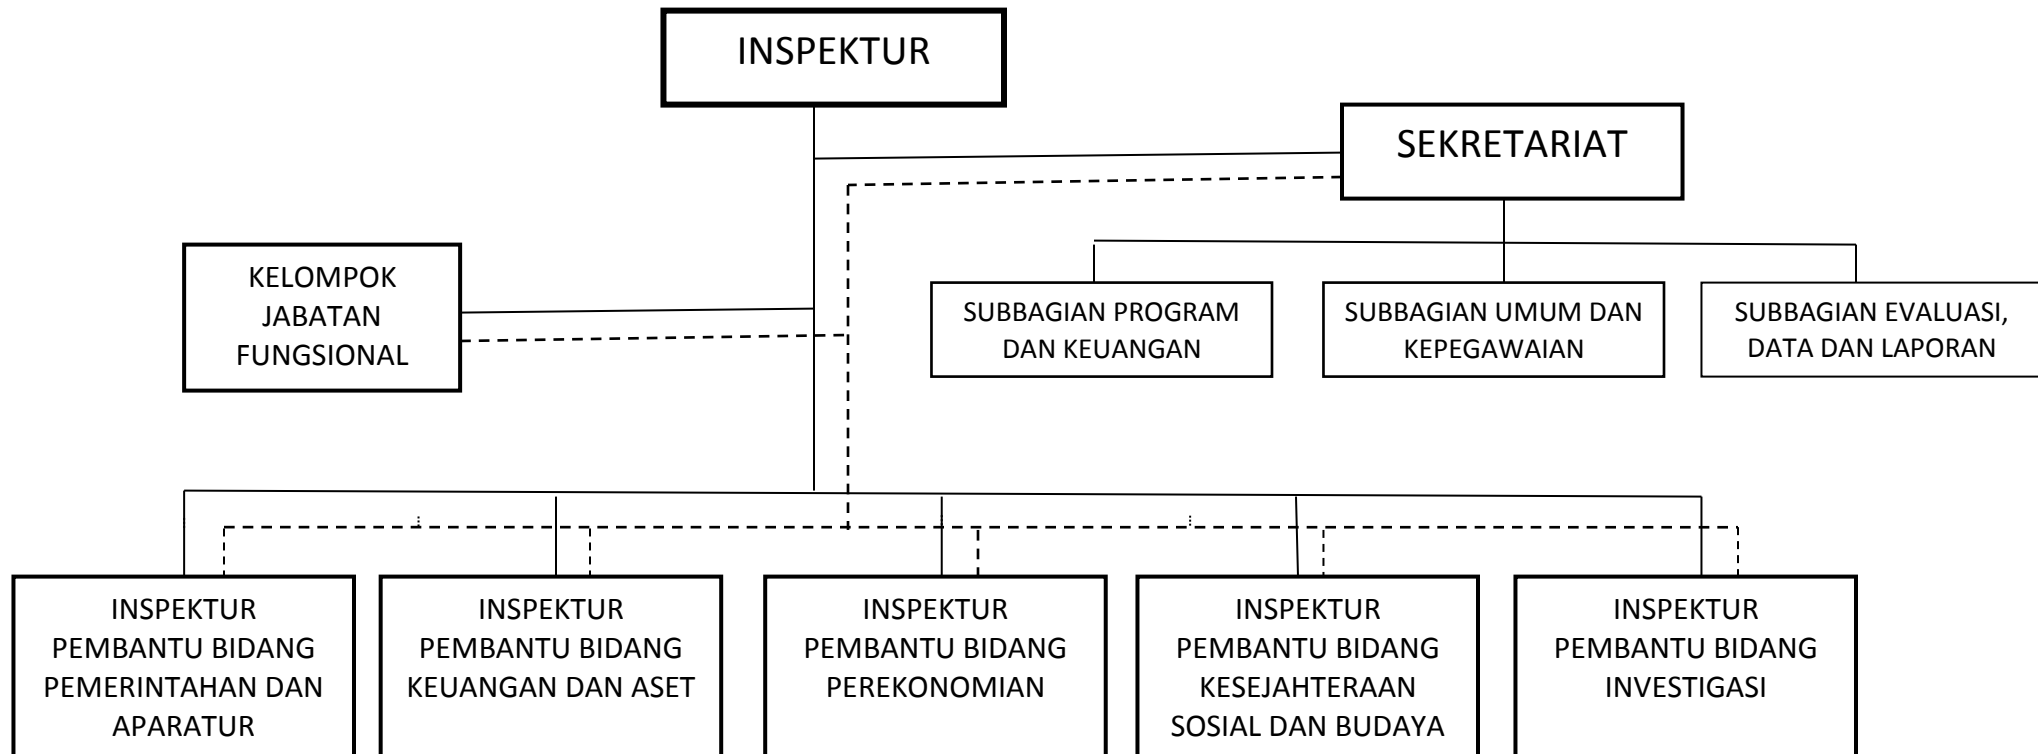 INSPEKTUR
SEKRETARIAT
KELOMPOK
JABATAN
FUNGSIONAL
SUBBAGIAN PROGRAM
DAN KEUANGAN
SUBBAGIAN UMUM DAN
KEPEGAWAIAN
SUBBAGIAN EVALUASI,
DATA DAN LAPORAN
INSPEKTUR
PEMBANTU BIDANG
PEMERINTAHAN DAN
APARATUR
INSPEKTUR
PEMBANTU BIDANG
KEUANGAN DAN ASET
INSPEKTUR
PEMBANTU BIDANG
PEREKONOMIAN
INSPEKTUR
PEMBANTU BIDANG
KESEJAHTERAAN
SOSIAL DAN BUDAYA
INSPEKTUR
PEMBANTU BIDANG
INVESTIGASI